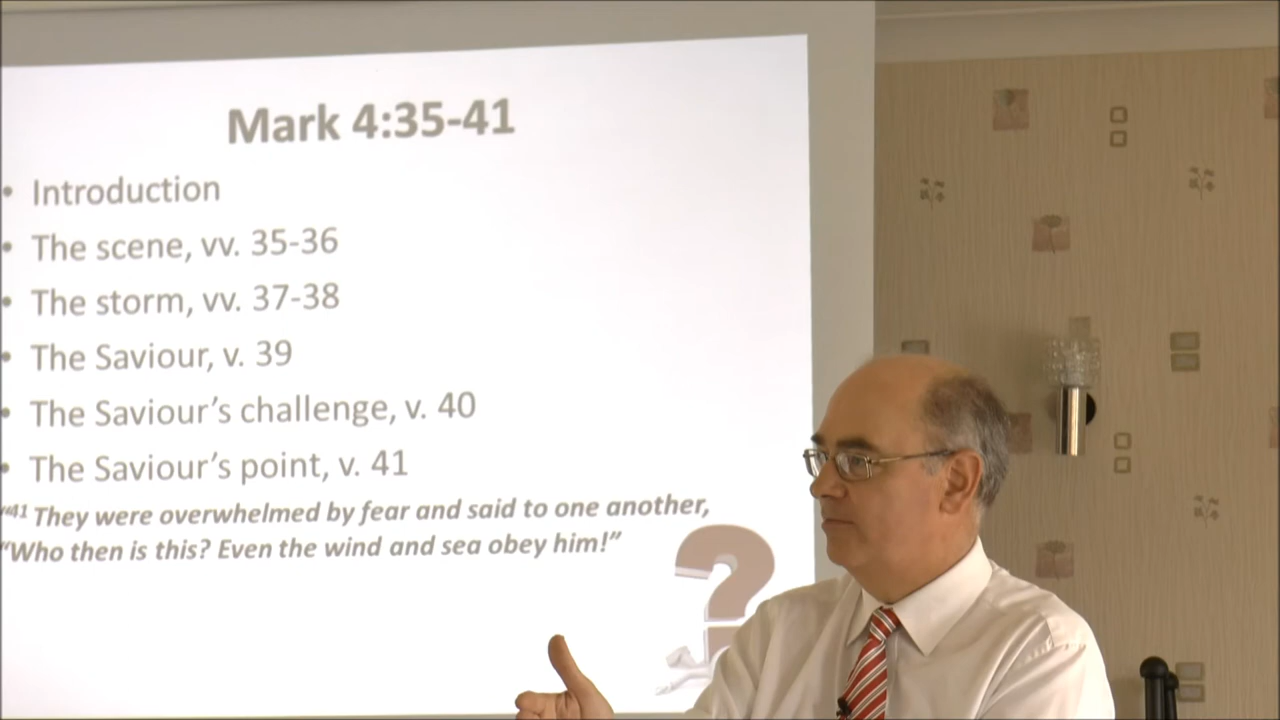 Mark 4:35-41
• Introduction
• The scene, vv. 35-36
• The storm, vv. 37-38
• The Saviour, v. 39
• The Saviour's challenge, v. 40
• The Saviour's point, v. 41
"41 They were overwhelmed by fear and said to one another,
"Who then is this? Even the wind and sea obey him!"
?